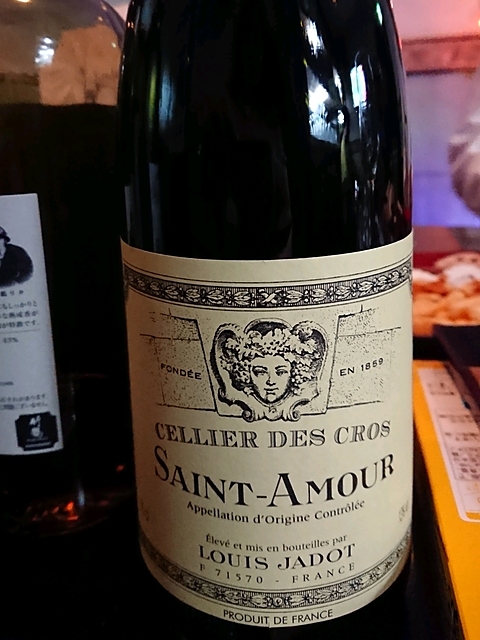 FONDÉE EN 1859
CELLIER DES CROS
SAINT-AMOUR
Appellation d'Origine Contrôlée
Élevé et mis en bouteilles par
LOUIS JADOT
F 71570 - FRANCE
PRODUIT DE FRANCE